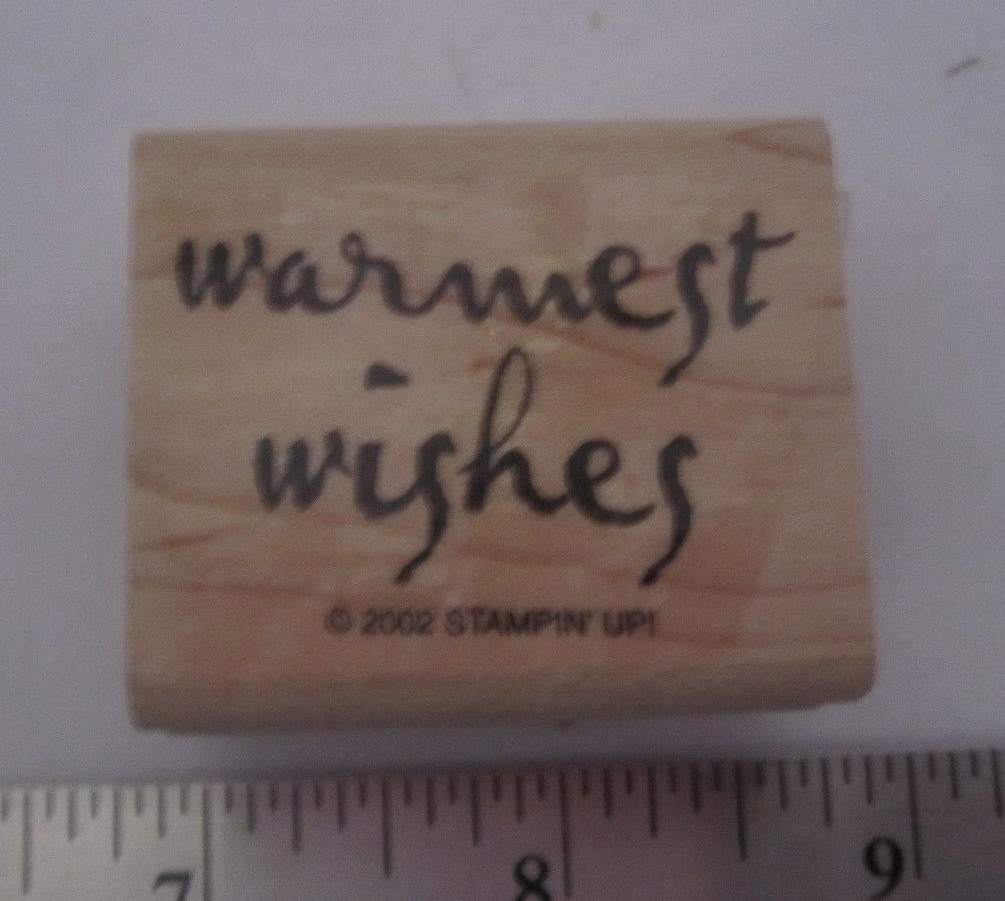 warmest
wishes
© 2002 STAMPIN' UP!
7 8 9